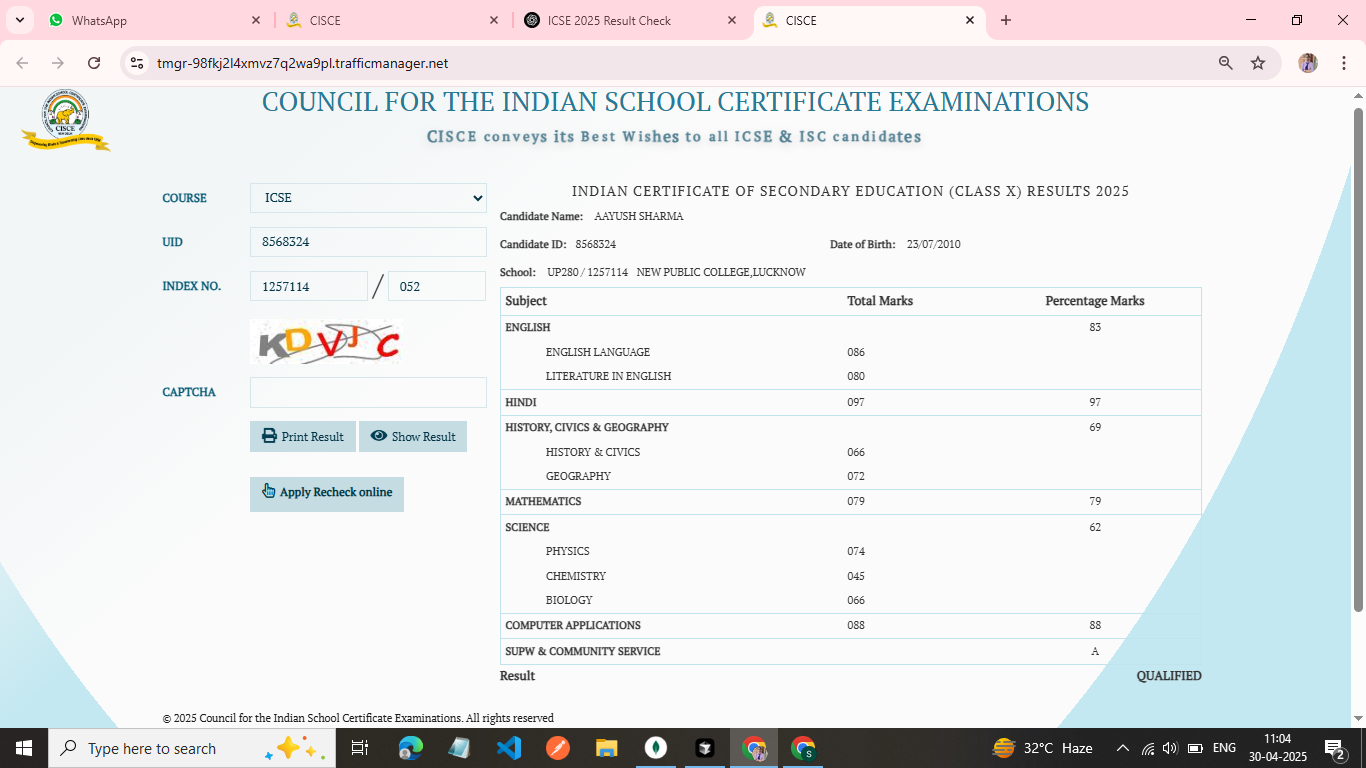 WhatsApp
CISCE
ICSE 2025 Result Check
CISCE
tmgr-98fkj2l4xmvz7q2wa9pl.trafficmanager.net
CISCE
COUNCIL FOR THE INDIAN SCHOOL CERTIFICATE EXAMINATIONS
CISCE conveys its Best Wishes to all ICSE & ISC candidates
COURSE ICSE
UID 8568324
INDEX NO. 1257114 / 052
KDVJC
CAPTCHA
Print Result Show Result
Apply Recheck online
INDIAN CERTIFICATE OF SECONDARY EDUCATION (CLASS X) RESULTS 2025
Candidate Name: AAYUSH SHARMA
Candidate ID: 8568324 Date of Birth: 23/07/2010
School: UP280 / 1257114 NEW PUBLIC COLLEGE,LUCKNOW
Subject Total Marks Percentage Marks
ENGLISH 83
ENGLISH LANGUAGE 086
LITERATURE IN ENGLISH 080
HINDI 097 97
HISTORY, CIVICS & GEOGRAPHY 69
HISTORY & CIVICS 066
GEOGRAPHY 072
MATHEMATICS 079 79
SCIENCE 62
PHYSICS 074
CHEMISTRY 045
BIOLOGY 066
COMPUTER APPLICATIONS 088 88
SUPW & COMMUNITY SERVICE A
Result QUALIFIED
© 2025 Council for the Indian School Certificate Examinations. All rights reserved
Type here to search
32°C Haze
ENG
11:04
30-04-2025
2